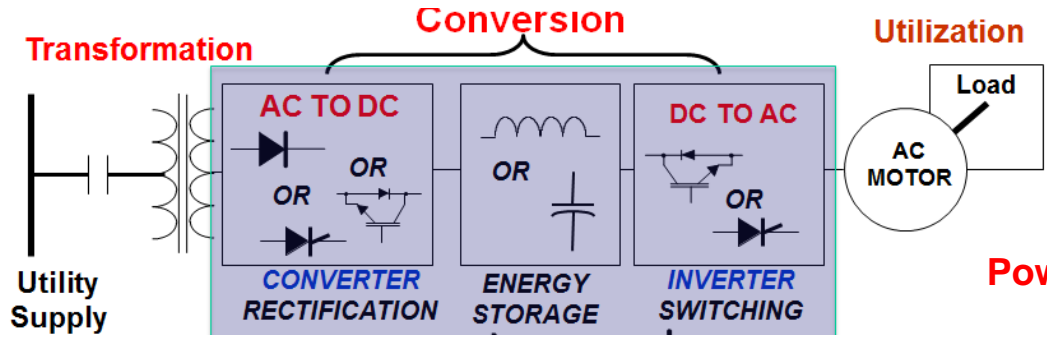 Conversion
Transformation
Utilization
AC TO DC
OR
OR
OR
DC TO AC
OR
Load
AC
MOTOR
Utility
Supply
CONVERTER
RECTIFICATION
ENERGY
STORAGE
INVERTER
SWITCHING